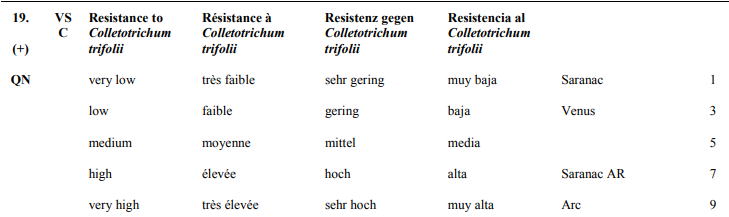 19. VS Resistance to Résistance à Resistenz gegen Resistencia al
C Colletotrichum Colletotrichum Colletotrichum Colletotrichum
(+) trifolii trifolii trifolii trifolii
QN very low très faible sehr gering muy baja Saranac 1
low faible gering baja Venus 3
medium moyenne mittel media 5
high élevée hoch alta Saranac AR 7
very high très élevée sehr hoch muy alta Arc 9